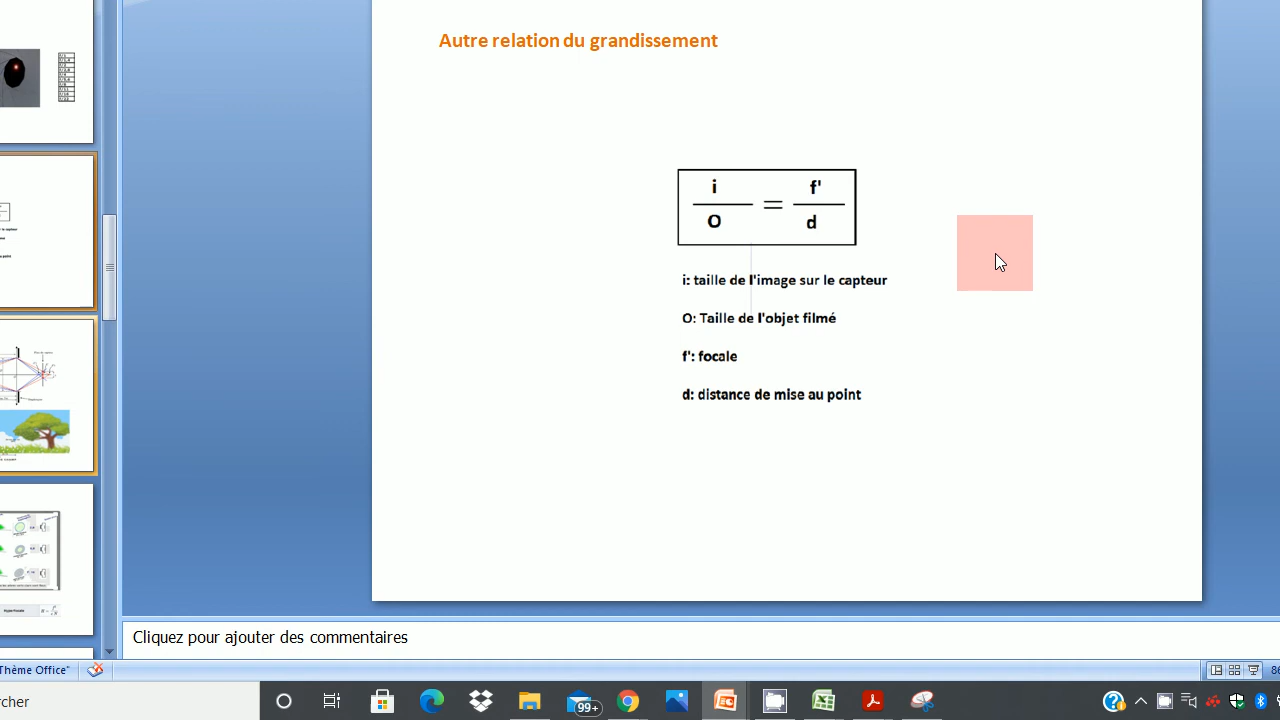 Autre relation du grandissement
i
O
=
f'
d
i: taille de l'image sur le capteur
O: Taille de l'objet filmé
f': focale
d: distance de mise au point
Cliquez pour ajouter des commentaires
Thème Office"
86
rcher
99+